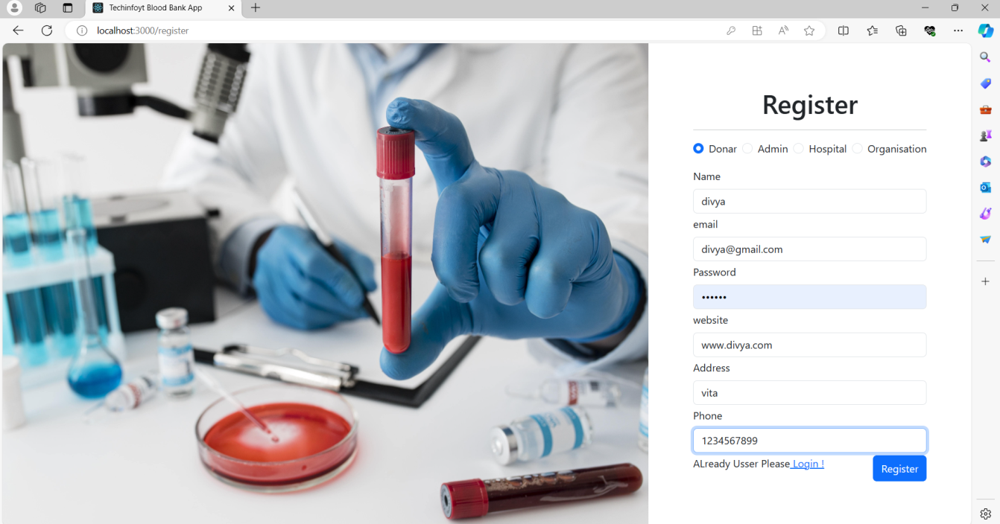 Techinfoyt Blood Bank App
localhost:3000/register
Register
Donar Admin Hospital Organisation
Name
divya
email
divya@gmail.com
Password
••••••
website
www.divya.com
Address
vita
Phone
1234567899
ALready Usser Please Login !
Register